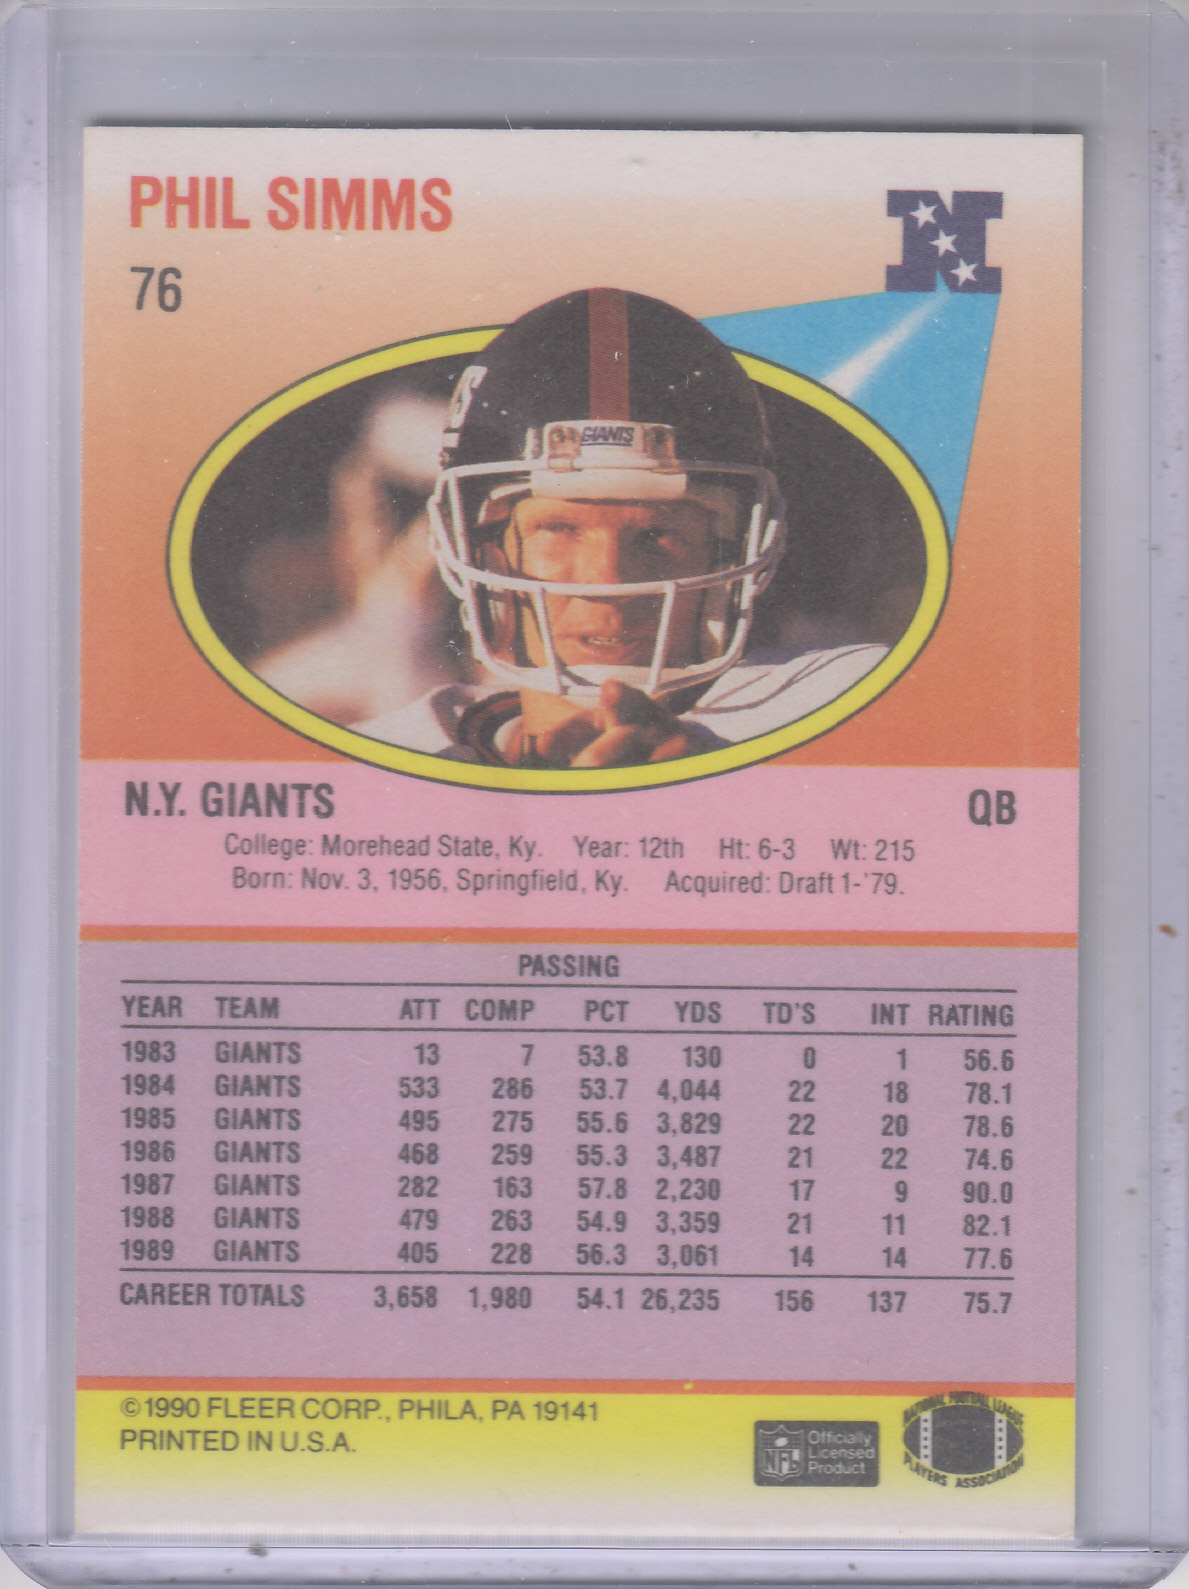 PHIL SIMMS
76
GIANTS
N.Y. GIANTS QB
College: Morehead State, Ky. Year: 12th Ht: 6-3 Wt: 215
Born: Nov. 3, 1956, Springfield, Ky. Acquired: Draft 1-'79.
PASSING
YEAR TEAM ATT COMP PCT YDS TD'S INT RATING
1983 GIANTS 13 7 53.8 130 0 1 56.6
1984 GIANTS 533 286 53.7 4,044 22 18 78.1
1985 GIANTS 495 275 55.6 3,829 22 20 78.6
1986 GIANTS 468 259 55.3 3,487 21 22 74.6
1987 GIANTS 282 163 57.8 2,230 17 9 90.0
1988 GIANTS 479 263 54.9 3,359 21 11 82.1
1989 GIANTS 405 228 56.3 3,061 14 14 77.6
CAREER TOTALS 3,658 1,980 54.1 26,235 156 137 75.7
©1990 FLEER CORP., PHILA, PA 19141
PRINTED IN U.S.A.
NFL
Officially
Licensed
Product
NATIONAL FOOTBALL LEAGUE
PLAYERS ASSOCIATION
N